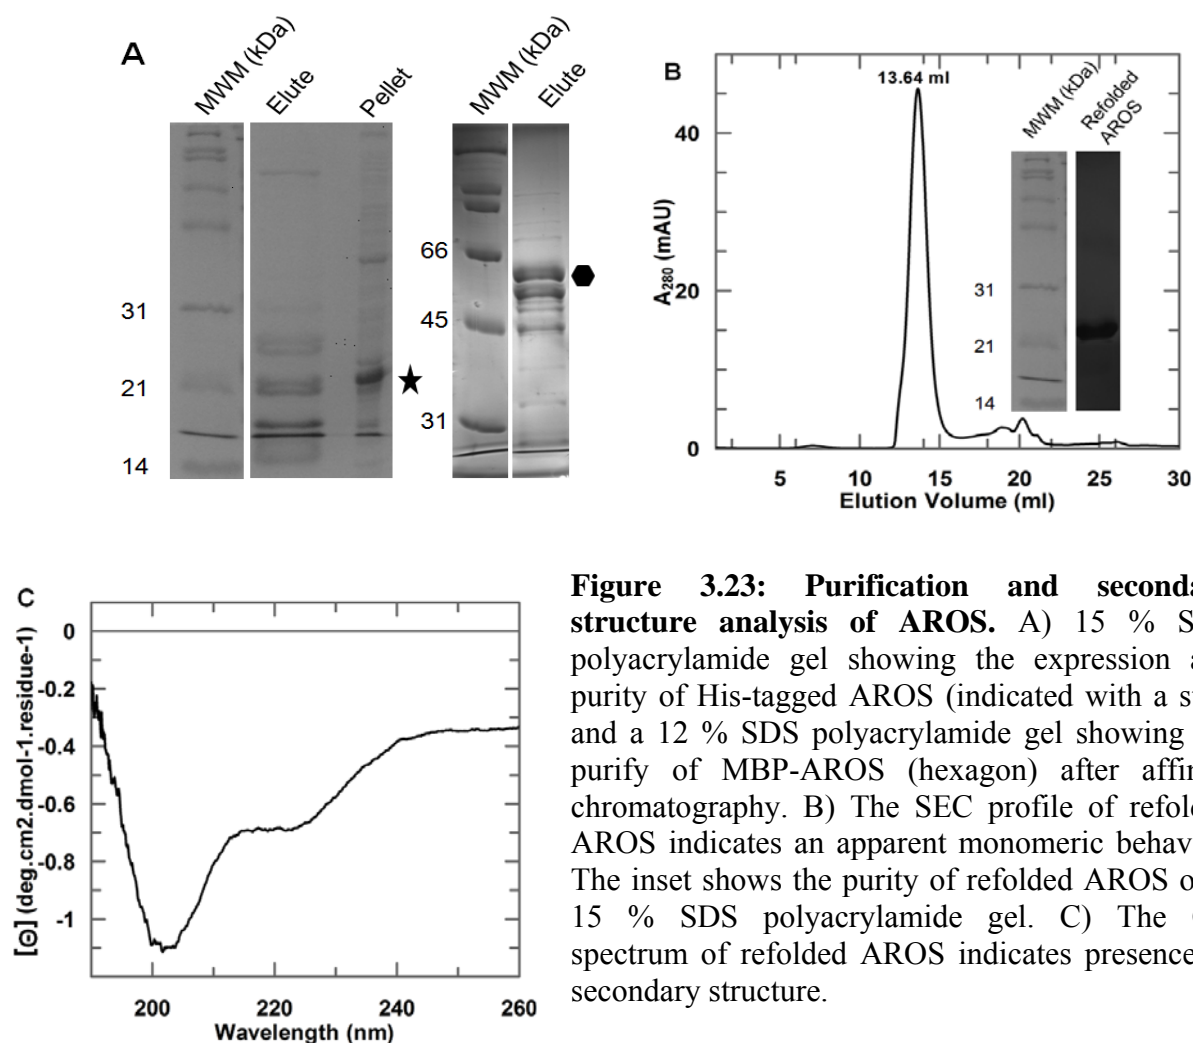 A
MWM (kDa)
Elute
Pellet
31
21
14
MWM (kDa)
Elute
66
45
31
B
13.64 ml
MWM (kDa)
Refolded
AROS
31
21
14
40
20
0
A280 (mAU)
5 10 15 20 25 30
Elution Volume (ml)
C
0
-0.2
-0.4
-0.6
-0.8
-1
[Θ] (deg.cm2.dmol-1.residue-1)
200 220 240 260
Wavelength (nm)
Figure 3.23: Purification and
structure analysis of AROS. A) 15 %
polyacrylamide gel showing the expression
purity of His-tagged AROS (indicated with a
and a 12 % SDS polyacrylamide gel showing
purify of MBP-AROS (hexagon) after
chromatography. B) The SEC profile of
AROS indicates an apparent monomeric
The inset shows the purity of refolded AROS
15 % SDS polyacrylamide gel. C) The
spectrum of refolded AROS indicates presence
secondary structure.